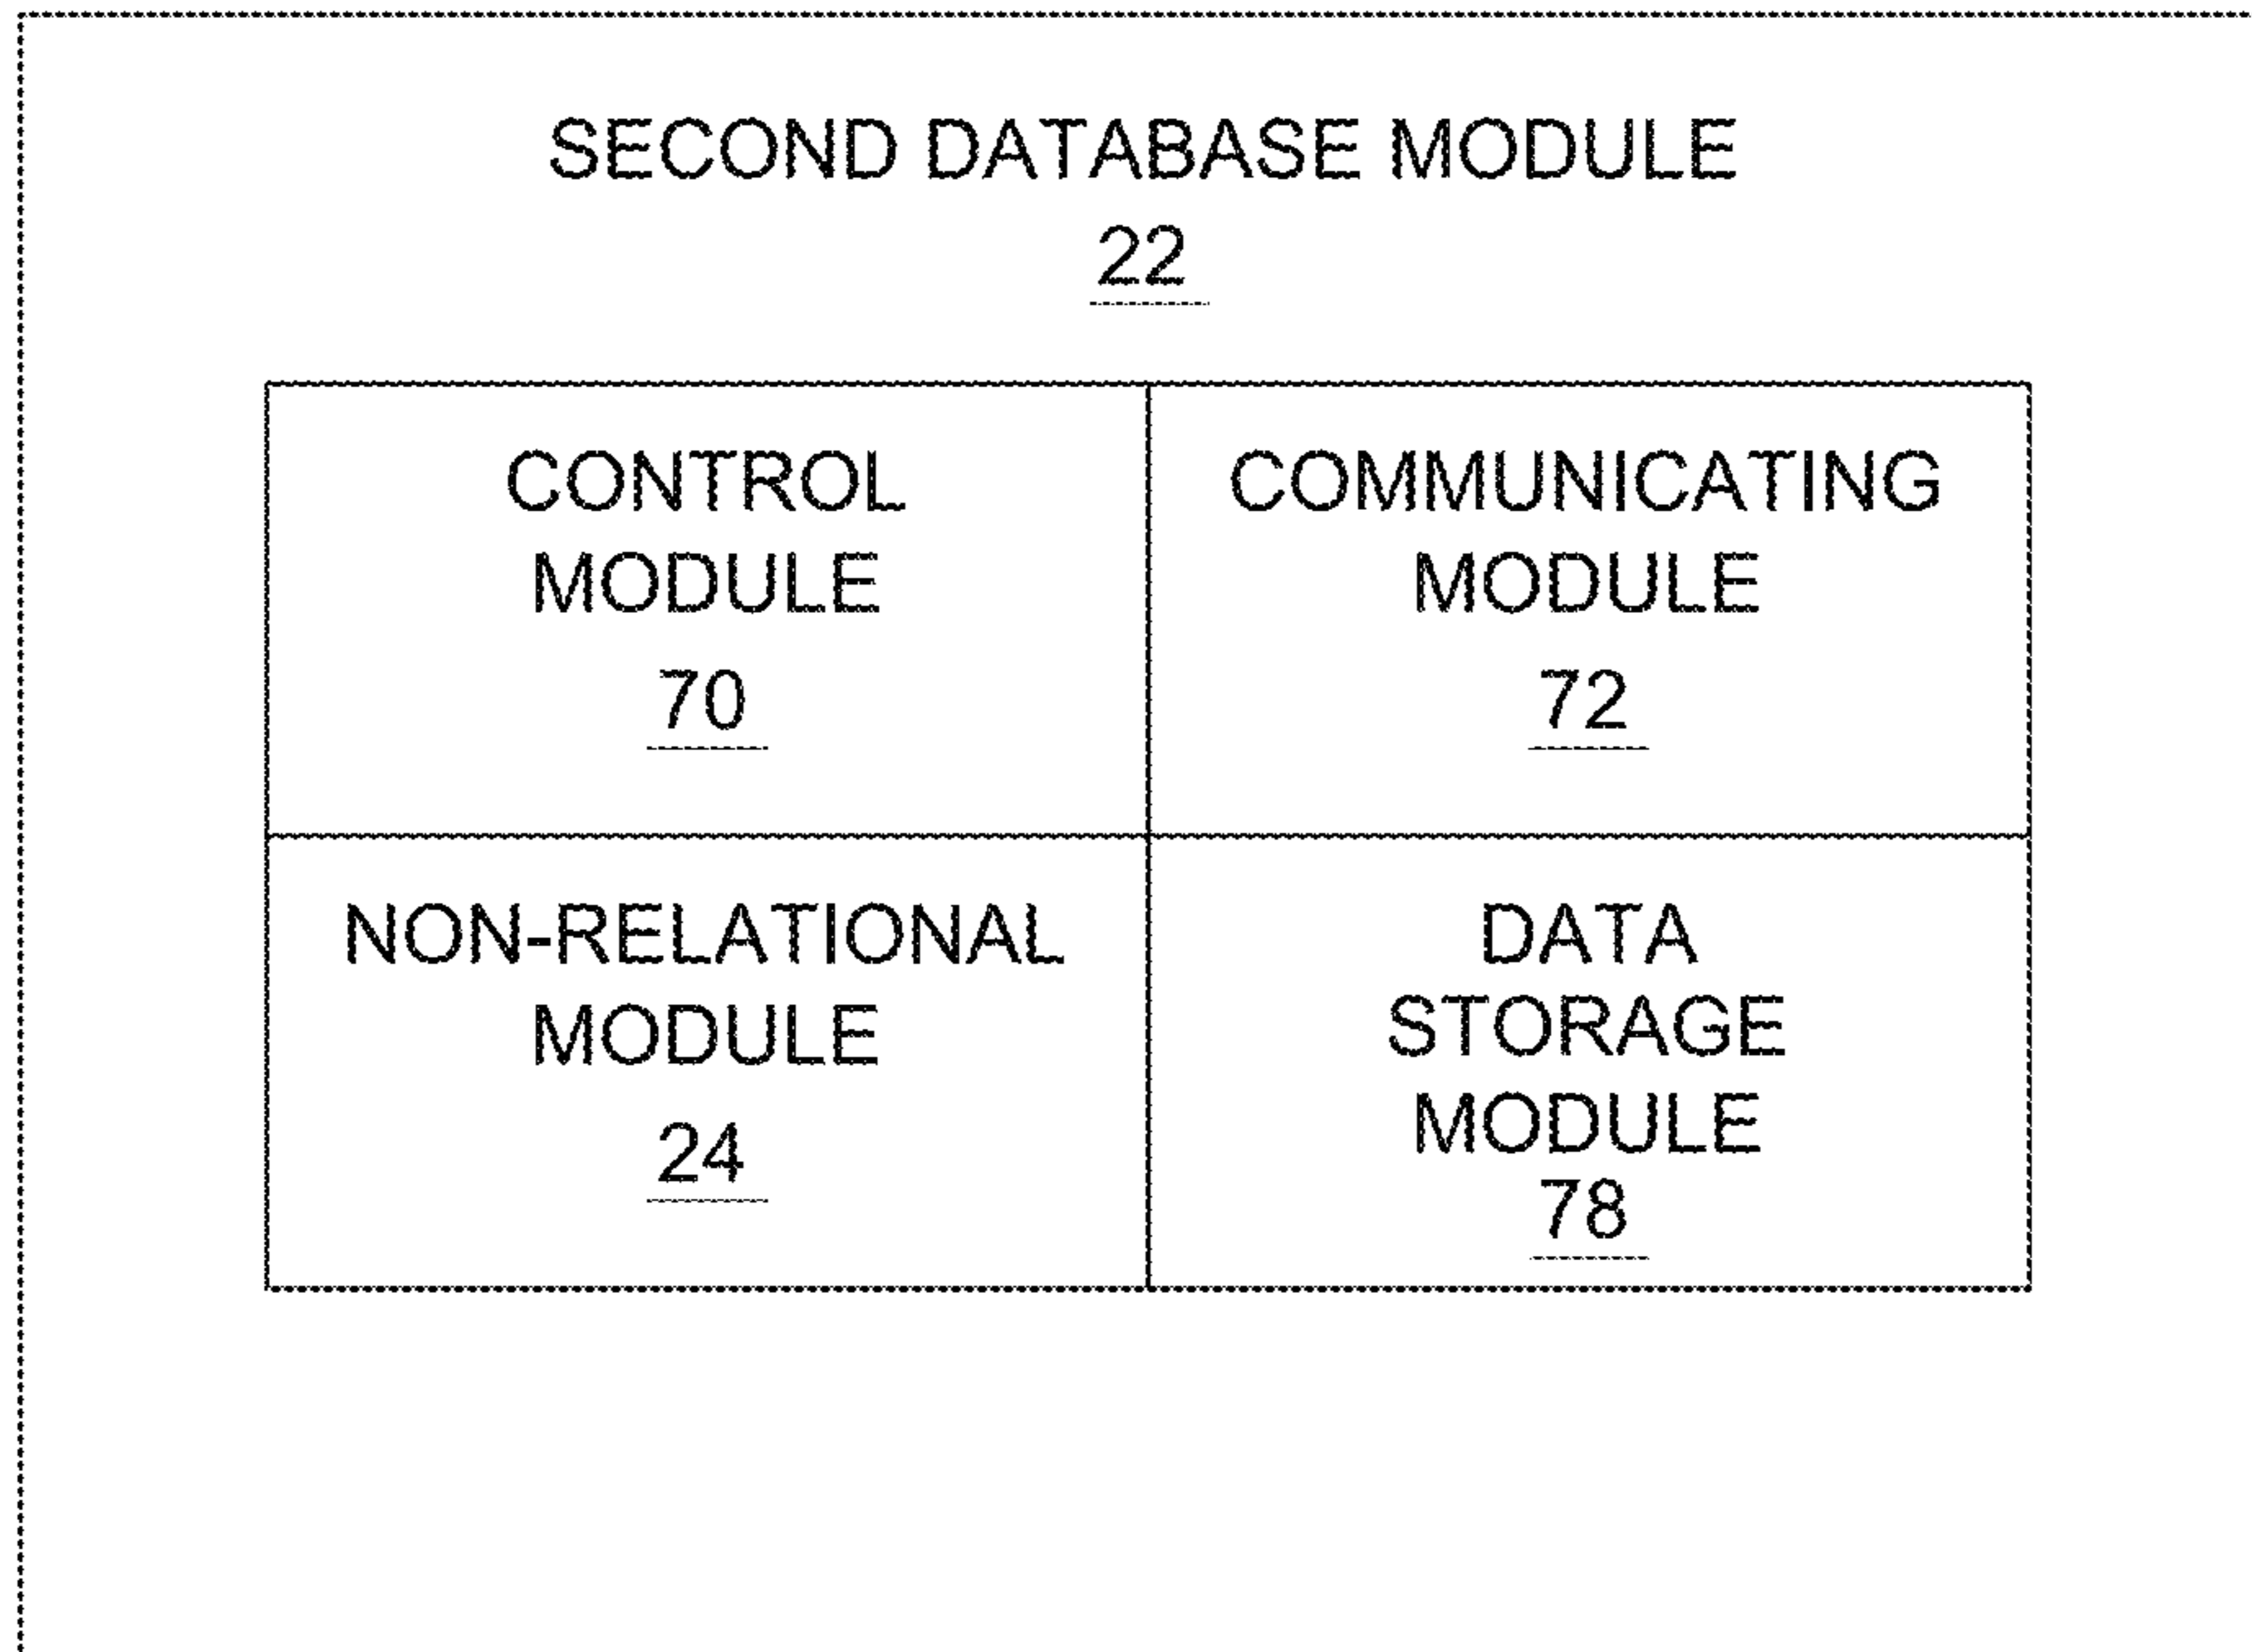 SECOND DATABASE MODULE
22
CONTROL
MODULE
70
COMMUNICATING
MODULE
72
NON-RELATIONAL
MODULE
24
DATA
STORAGE
MODULE
78